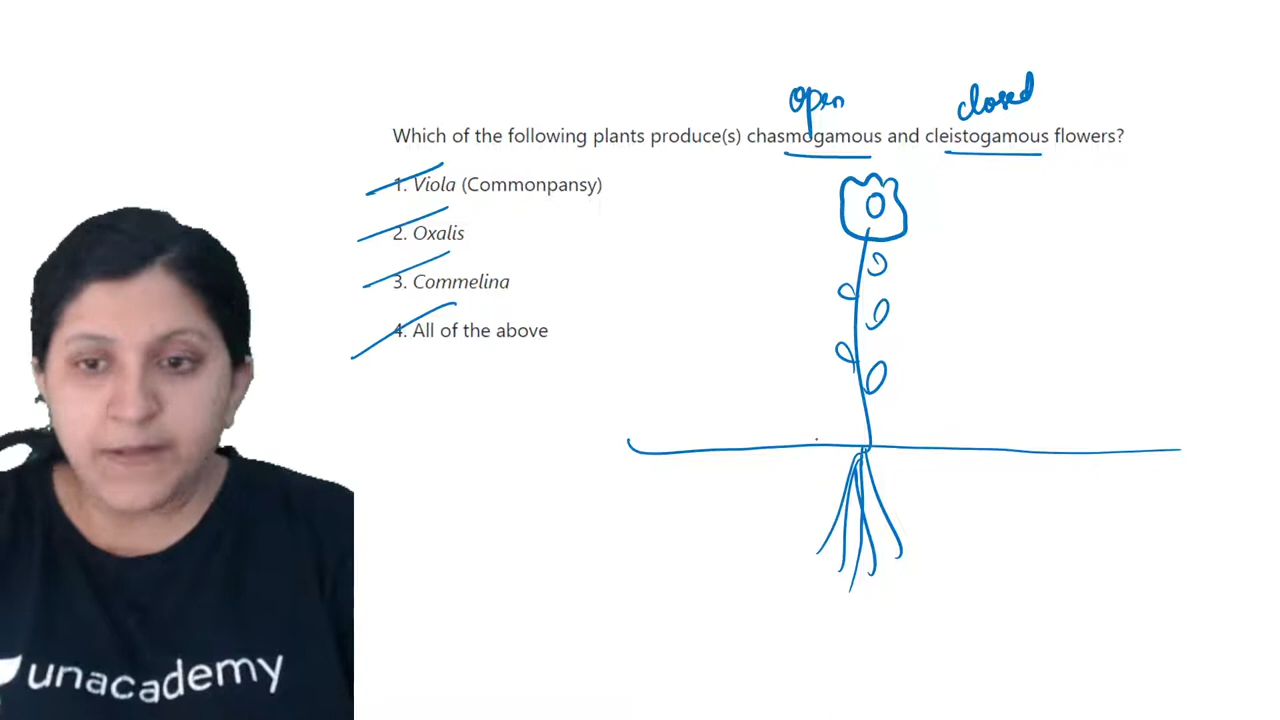 open closed
Which of the following plants produce(s) chasmogamous and cleistogamous flowers?
1. Viola (Commonpansy)
2. Oxalis
3. Commelina
4. All of the above
unacademy